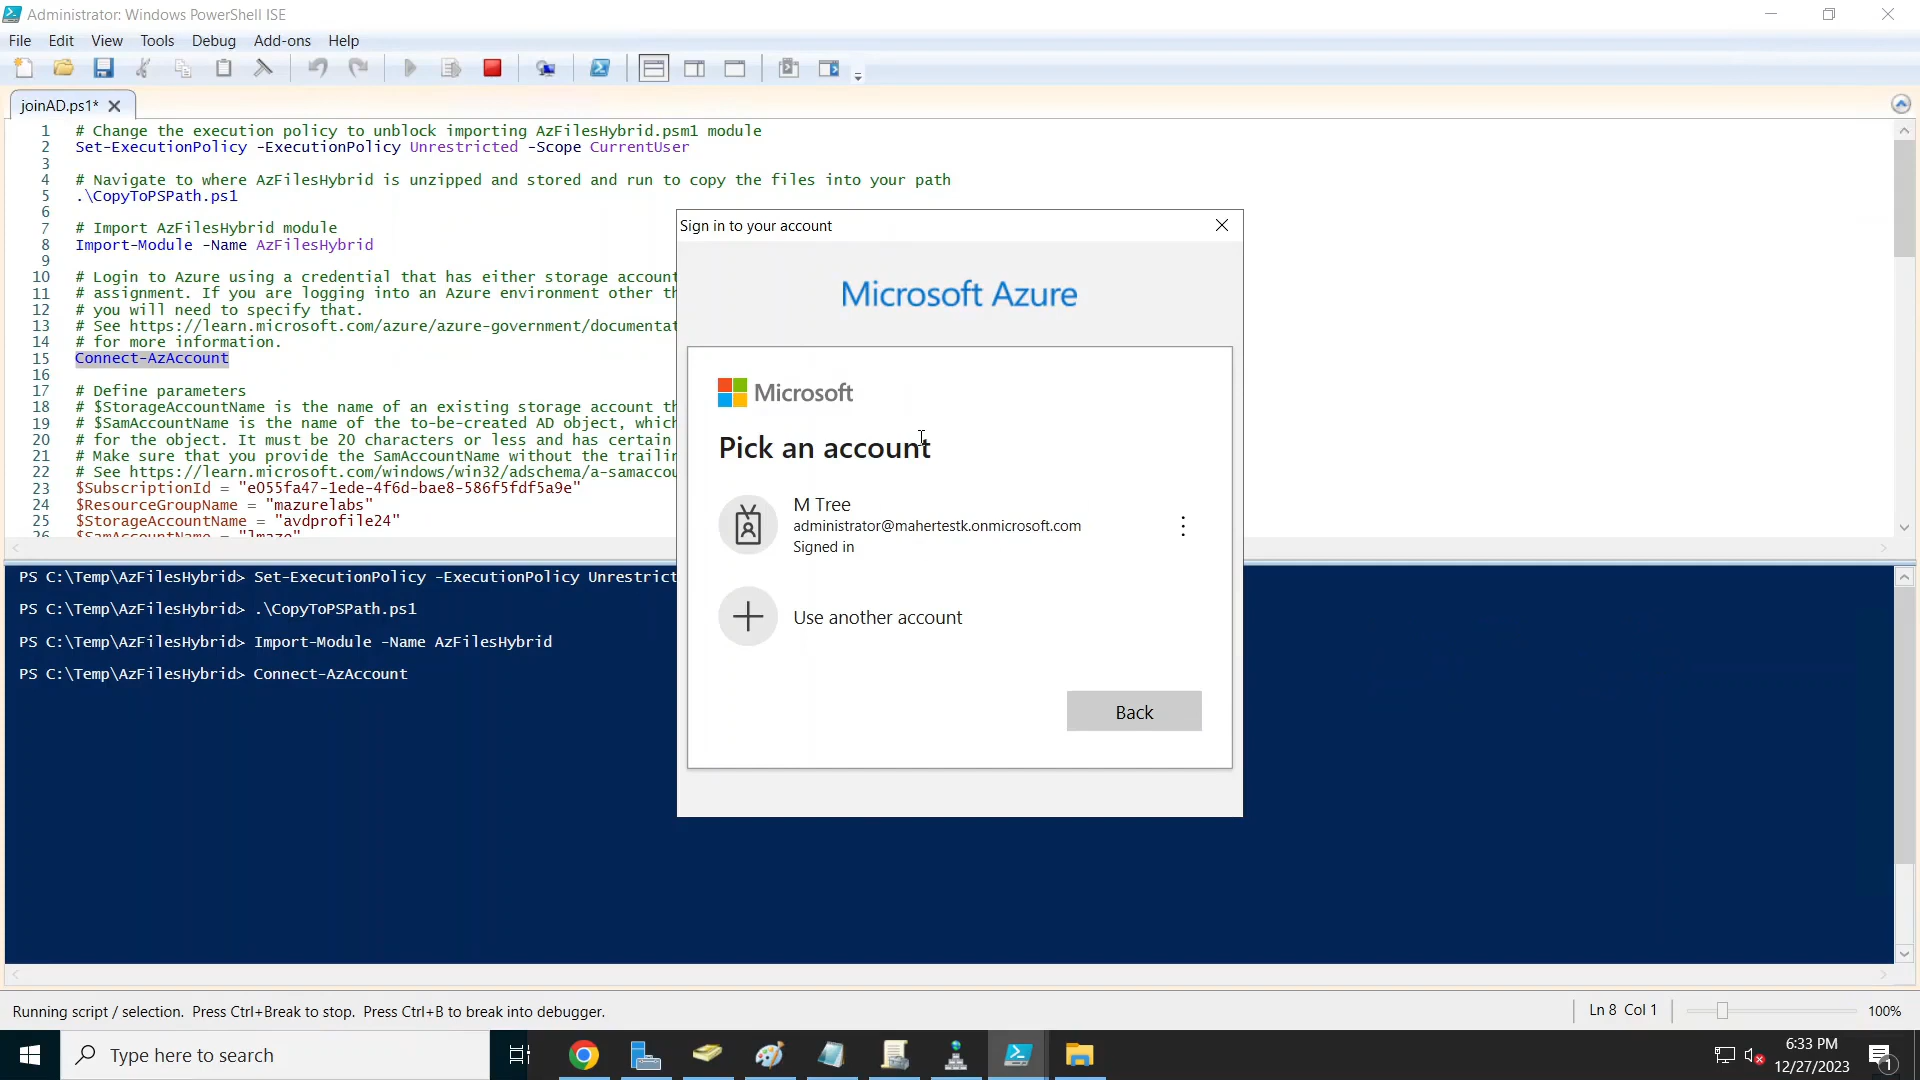 Administrator: Windows PowerShell ISE
File Edit View Tools Debug Add-ons Help
joinAD.ps1*
1 # Change the execution policy to unblock importing AzFilesHybrid.psm1 module
2 Set-ExecutionPolicy -ExecutionPolicy Unrestricted -Scope CurrentUser
3
4 # Navigate to where AzFilesHybrid is unzipped and stored and run to copy the files into your path
5 .\CopyToPSPath.ps1
6
7 # Import AzFilesHybrid module
8 Import-Module -Name AzFilesHybrid
9
10 # Login to Azure using a credential that has either storage account
11 # assignment. If you are logging into an Azure environment other th
12 # you will need to specify that.
13 # See https://learn.microsoft.com/azure/azure-government/documentat
14 # for more information.
15 Connect-AzAccount
16
17 # Define parameters
18 # $StorageAccountName is the name of an existing storage account th
19 # $SamAccountName is the name of the to-be-created AD object, which
20 # for the object. It must be 20 characters or less and has certain
21 # Make sure that you provide the SamAccountName without the trailin
22 # See https://learn.microsoft.com/windows/win32/adschema/a-samaccou
23 $SubscriptionId = "e055fa47-1ede-4f6d-bae8-586f5fdf5a9e"
24 $ResourceGroupName = "mazurelabs"
25 $StorageAccountName = "avdprofile24"
26 $SamAccountName = "lmaze"
Sign in to your account
Microsoft Azure
Microsoft
Pick an account
M Tree
administrator@mahertestk.onmicrosoft.com
Signed in
Use another account
Back
PS C:\Temp\AzFilesHybrid> Set-ExecutionPolicy -ExecutionPolicy Unrestrict
PS C:\Temp\AzFilesHybrid> .\CopyToPSPath.ps1
PS C:\Temp\AzFilesHybrid> Import-Module -Name AzFilesHybrid
PS C:\Temp\AzFilesHybrid> Connect-AzAccount
Running script / selection. Press Ctrl+Break to stop. Press Ctrl+B to break into debugger.
Ln 8 Col 1
100%
Type here to search
6:33 PM
12/27/2023
1